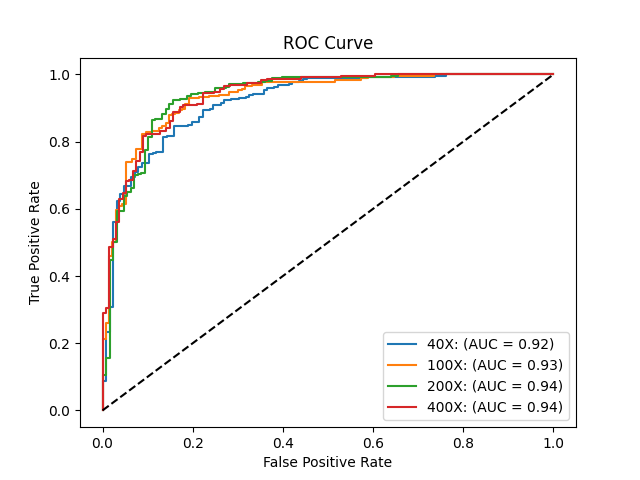 ROC Curve
True Positive Rate
1.0
0.8
0.6
0.4
0.2
0.0
0.0 0.2 0.4 0.6 0.8 1.0
False Positive Rate
40X: (AUC = 0.92)
100X: (AUC = 0.93)
200X: (AUC = 0.94)
400X: (AUC = 0.94)